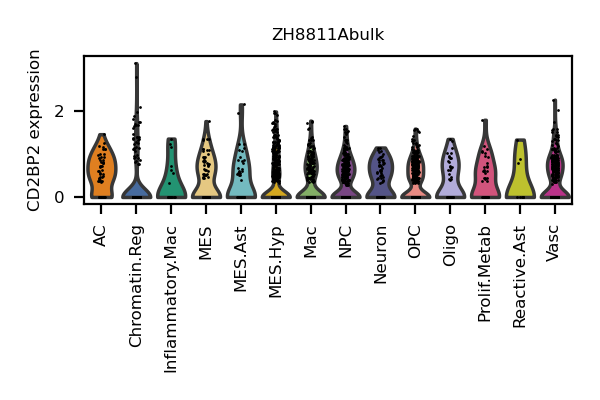 ZH8811Abulk
CD2BP2 expression
2
0
AC
Chromatin.Reg
Inflammatory.Mac
MES
MES.Ast
MES.Hyp
Mac
NPC
Neuron
OPC
Oligo
Prolif.Metab
Reactive.Ast
Vasc